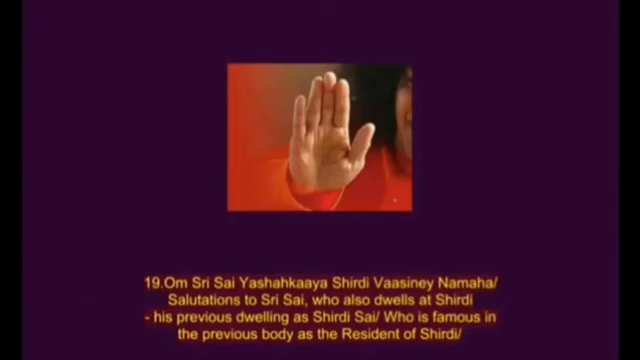 19.Om Sri Sai Yashahkaaya Shirdi Vaasiney Namaha/
Salutations to Sri Sai, who also dwells at Shirdi
- his previous dwelling as Shirdi Sai/ Who is famous in
the previous body as the Resident of Shirdi/